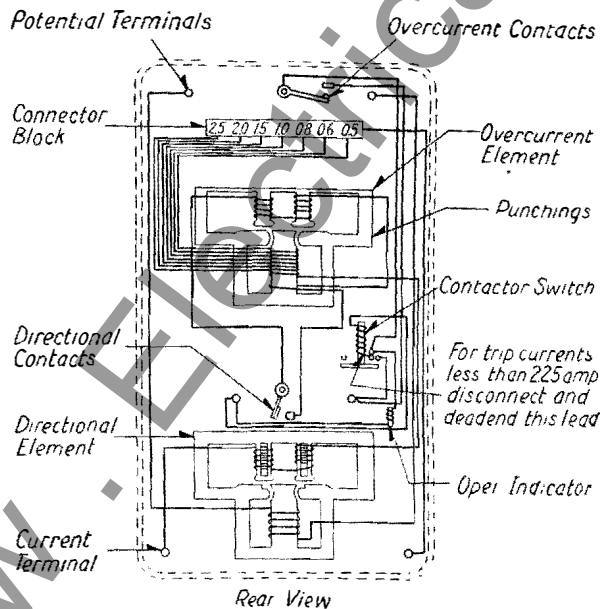 Potential Terminals
Overcurrent Contacts
Connector
Block
2.5 2.0 1.5 1.0 0.8 0.6 0.5
Overcurrent
Element
Punchings
Contactor Switch
Directional
Contacts
For trip currents
less than 2.25 amp
disconnect and
deadend this lead
Directional
Element
Oper Indicator
Current
Terminal
Rear View
w . Electrica